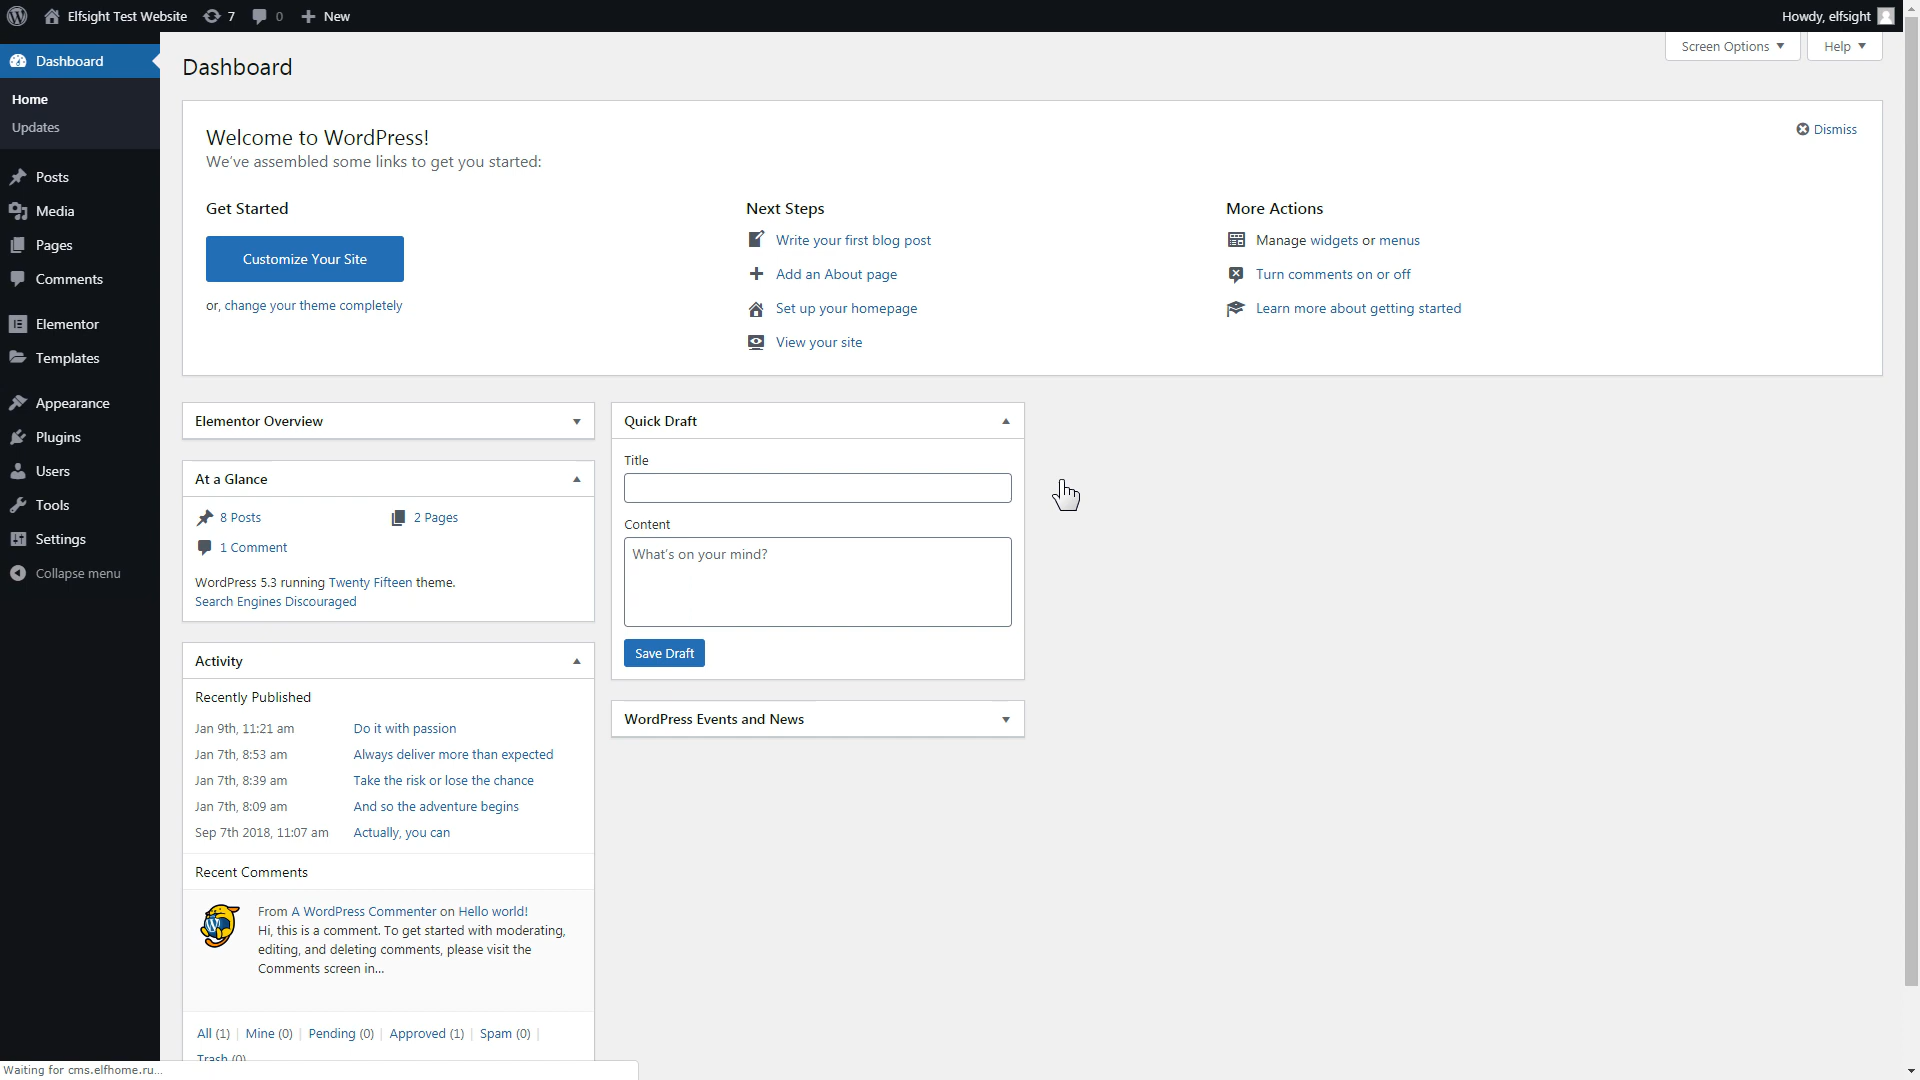 Elfsight Test Website 7 0 New
Howdy, elfsight
Screen Options
Help
Dashboard
Home
Updates
Posts
Media
Pages
Comments
Elementor
Templates
Appearance
Plugins
Users
Tools
Settings
Collapse menu
Dashboard
Welcome to WordPress!
Dismiss
We've assembled some links to get you started:
Get Started
Customize Your Site
or, change your theme completely
Next Steps
Write your first blog post
Add an About page
Set up your homepage
View your site
More Actions
Manage widgets or menus
Turn comments on or off
Learn more about getting started
Elementor Overview
At a Glance
8 Posts
2 Pages
1 Comment
WordPress 5.3 running Twenty Fifteen theme.
Search Engines Discouraged
Activity
Recently Published
Jan 9th, 11:21 am Do it with passion
Jan 7th, 8:53 am Always deliver more than expected
Jan 7th, 8:39 am Take the risk or lose the chance
Jan 7th, 8:09 am And so the adventure begins
Sep 7th 2018, 11:07 am Actually, you can
Recent Comments
From A WordPress Commenter on Hello world!
Hi, this is a comment. To get started with moderating,
editing, and deleting comments, please visit the
Comments screen in...
All (1) | Mine (0) | Pending (0) | Approved (1) | Spam (0) |
Trash (0)
Quick Draft
Title
Content
What's on your mind?
Save Draft
WordPress Events and News
Waiting for cms.elfhome.ru...